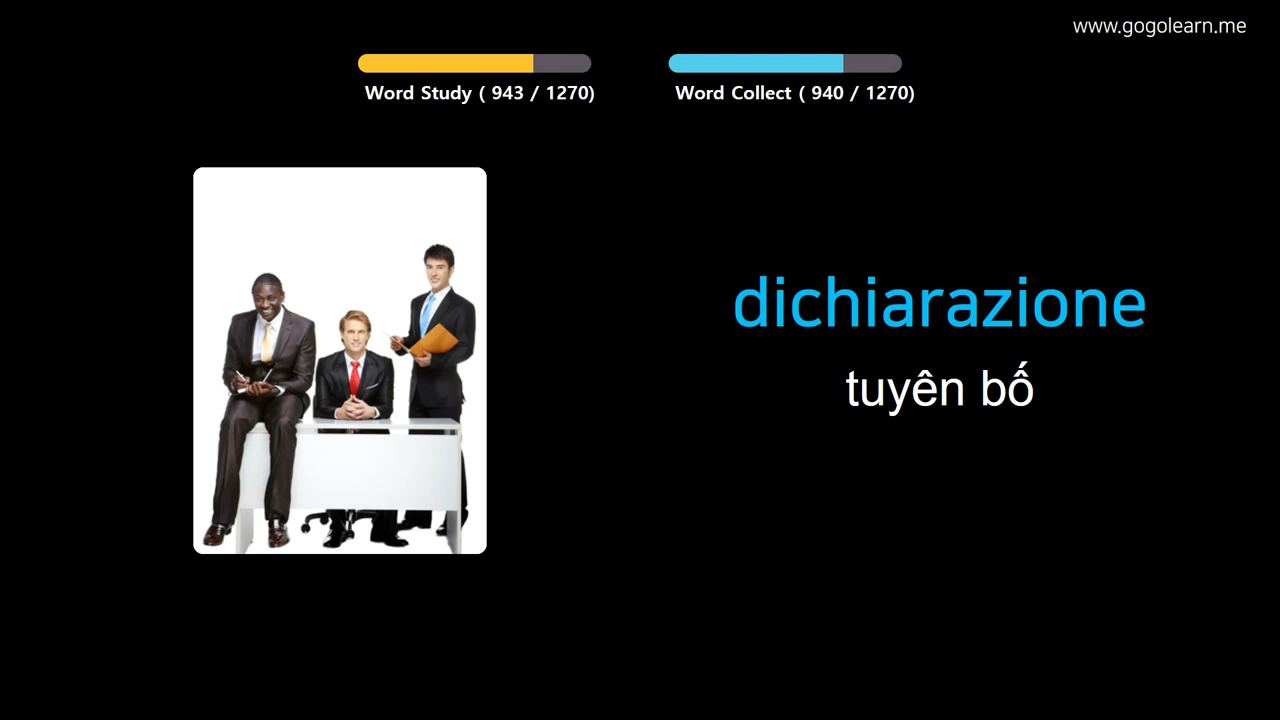 www.gogolearn.me
Word Study ( 943 / 1270)
Word Collect ( 940 / 1270)
dichiarazione
tuyên bố